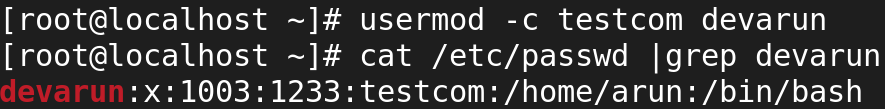 [root@localhost ~]# usermod -c testcom devarun
[root@localhost ~]# cat /etc/passwd |grep devarun
devarun:x:1003:1233:testcom:/home/arun:/bin/bash